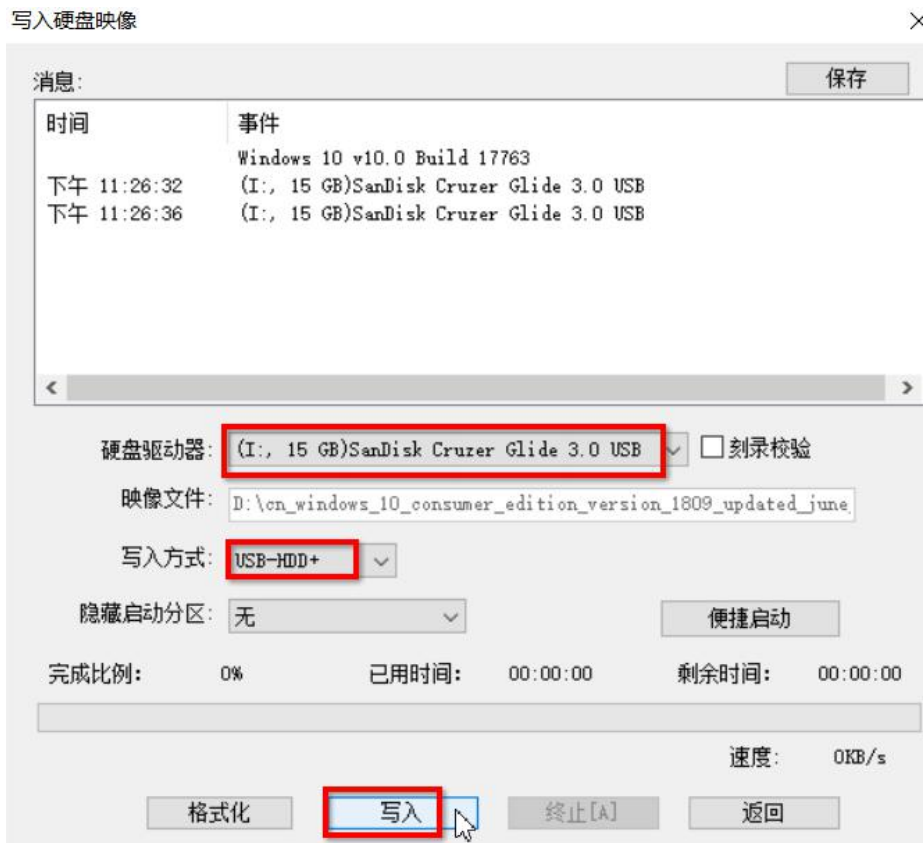 写入硬盘映像
消息:
保存
时间 事件
Windows 10 v10.0 Build 17763
下午 11:26:32 (I:, 15 GB)SanDisk Cruzer Glide 3.0 USB
下午 11:26:36 (I:, 15 GB)SanDisk Cruzer Glide 3.0 USB
硬盘驱动器: (I:, 15 GB)SanDisk Cruzer Glide 3.0 USB 刻录校验
映像文件: D:\cn_windows_10_consumer_edition_version_1809_updated_june_
写入方式: USB-HDD+
隐藏启动分区: 无 便捷启动
完成比例: 0% 已用时间: 00:00:00 剩余时间: 00:00:00
速度: 0KB/s
格式化 写入 终止[A] 返回